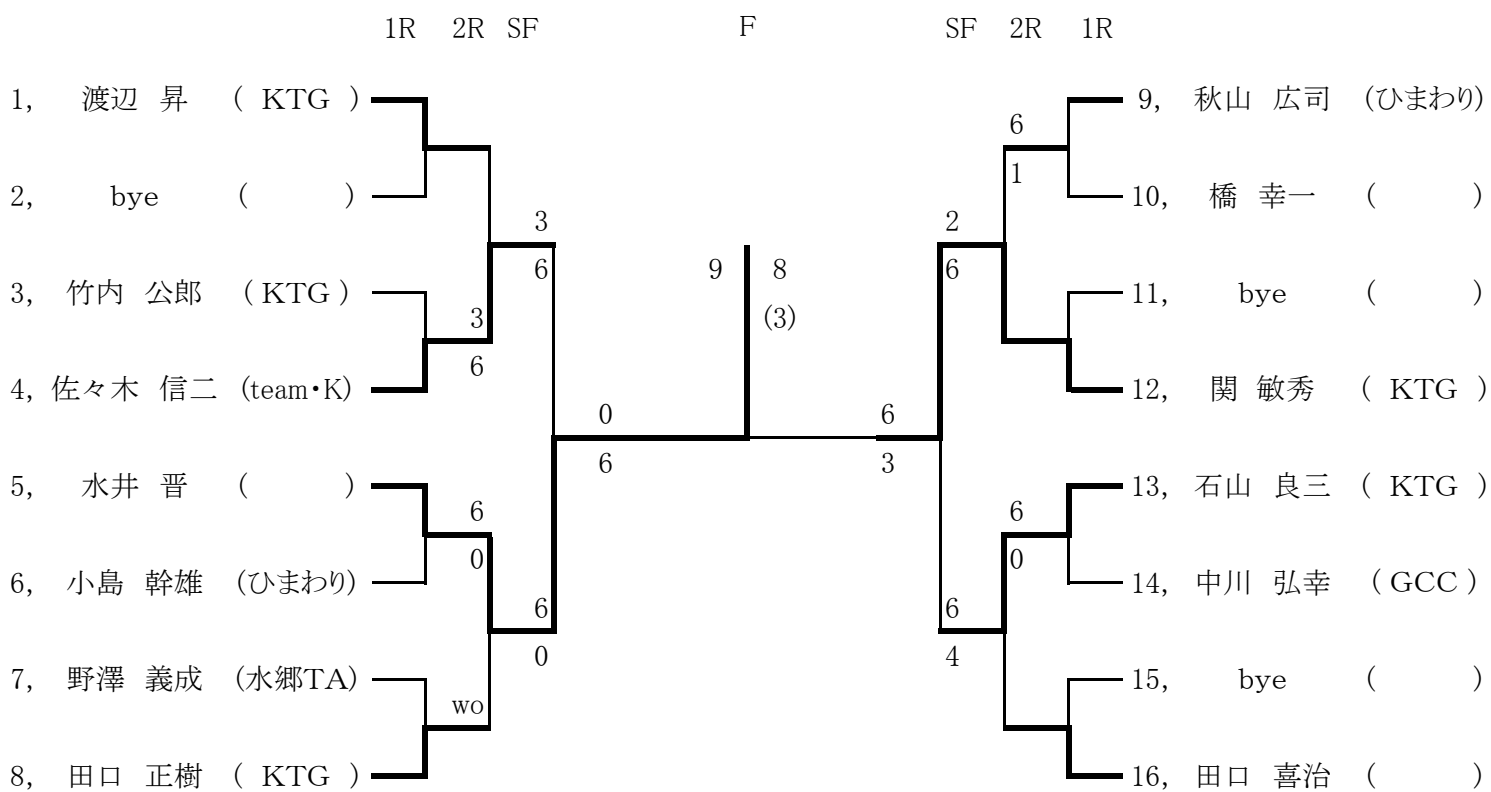 1R 2R SF F SF 2R 1R
1, 渡辺 昇 ( KTG ) 9, 秋山 広司 (ひまわり)
6
1
2, bye ( ) 10, 橋 幸一 ( )
3 2
6 9 8 6
3, 竹内 公郎 ( KTG ) 11, bye ( )
3 (3)
6
4, 佐々木 信二 (team・K) 12, 関 敏秀 ( KTG )
0 6
6 3
5, 水井 晋 ( ) 13, 石山 良三 ( KTG )
6 6
0 0
6, 小島 幹雄 (ひまわり) 14, 中川 弘幸 ( GCC )
6 6
0 4
7, 野澤 義成 (水郷TA) 15, bye ( )
wo
8, 田口 正樹 ( KTG ) 16, 田口 喜治 ( )